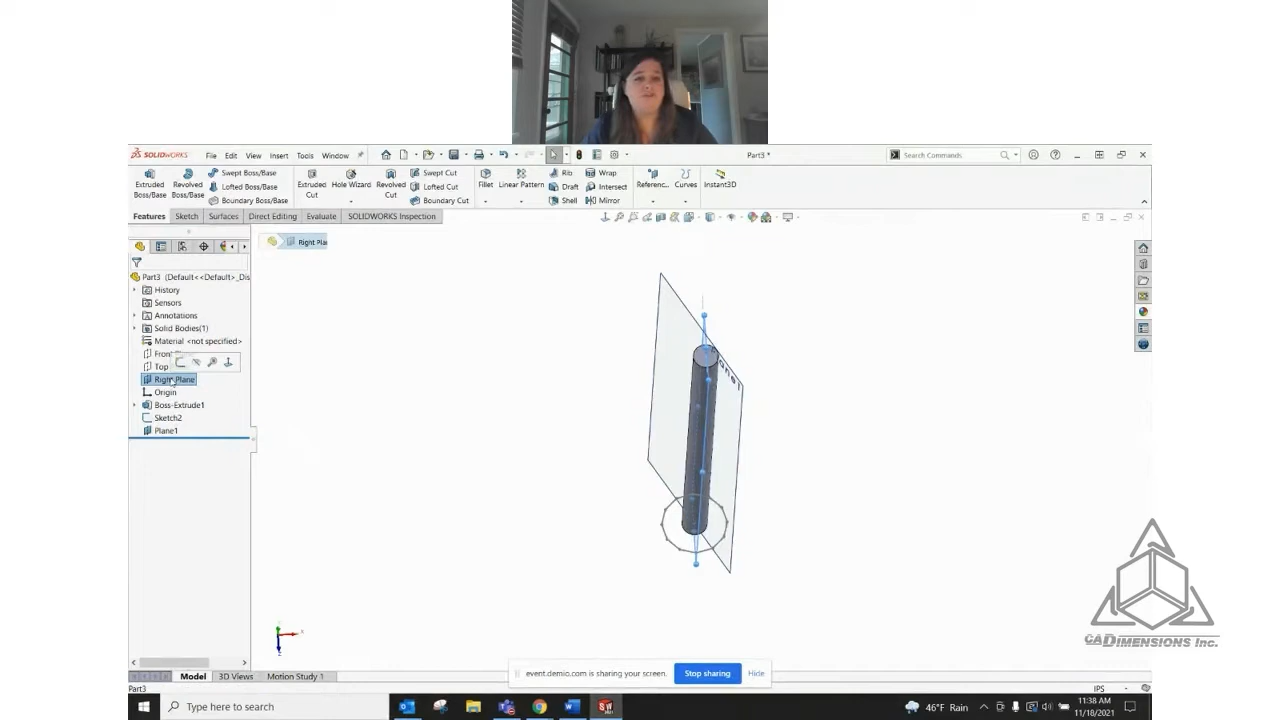 SOLIDWORKS
File Edit View Insert Tools Window
Part3 *
Search Commands
Extruded Boss/Base
Revolved Boss/Base
Swept Boss/Base
Lofted Boss/Base
Boundary Boss/Base
Extruded Cut
Hole Wizard
Revolved Cut
Swept Cut
Lofted Cut
Boundary Cut
Fillet
Linear Pattern
Rib
Draft
Shell
Wrap
Intersect
Mirror
Referenc...
Curves
Instant3D
Features Sketch Surfaces Direct Editing Evaluate SOLIDWORKS Inspection
Right Pla
Part3 (Default<<Default>_Dis
History
Sensors
Annotations
Solid Bodies(1)
Material <not specified>
Top
Right Plane
Origin
Boss-Extrude1
Sketch2
Plane1
CADIMENSIONS Inc.
event.demio.com is sharing your screen. Stop sharing Hide
Model 3D Views Motion Study 1
Part3
IPS
Type here to search
46°F Rain
11:38 AM
11/18/2021